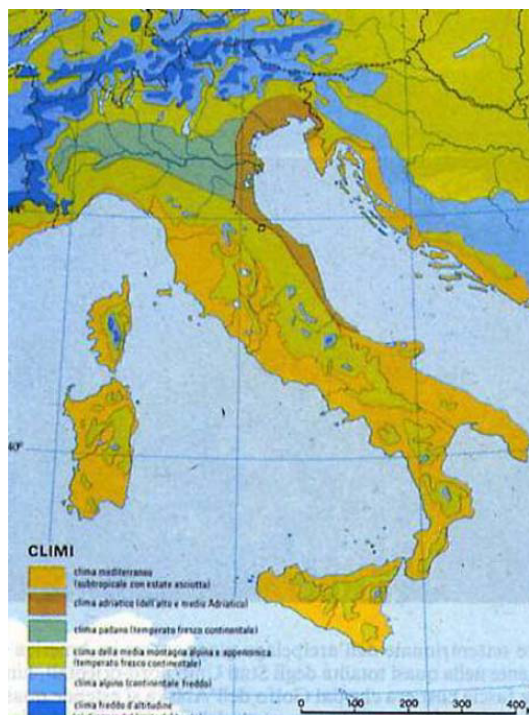 40°
CLIMI
clima mediterraneo
(subtropicale con estate asciutta)
clima adriatico (dell'alto e medio Adriatico)
clima padano (temperato fresco continentale)
clima della media montagna alpina e appenninica
(temperato fresco continentale)
clima alpino (continentale freddo)
clima freddo d'altitudine
0 100 200 300 400